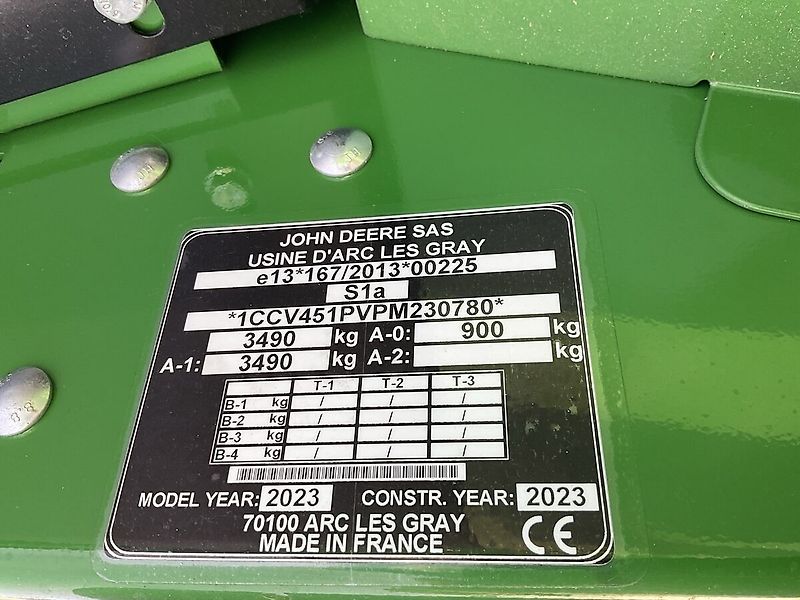 JOHN DEERE SAS
USINE D'ARC LES GRAY
e13*167/2013*00225
S1a
*1CCV451PVPM230780*
3490 kg A-0: 900 kg
A-1: 3490 kg A-2: kg
T-1 T-2 T-3
B-1 kg / / /
B-2 kg / / /
B-3 kg / / /
B-4 kg / / /
MODEL YEAR: 2023 CONSTR. YEAR: 2023
70100 ARC LES GRAY
MADE IN FRANCE CE